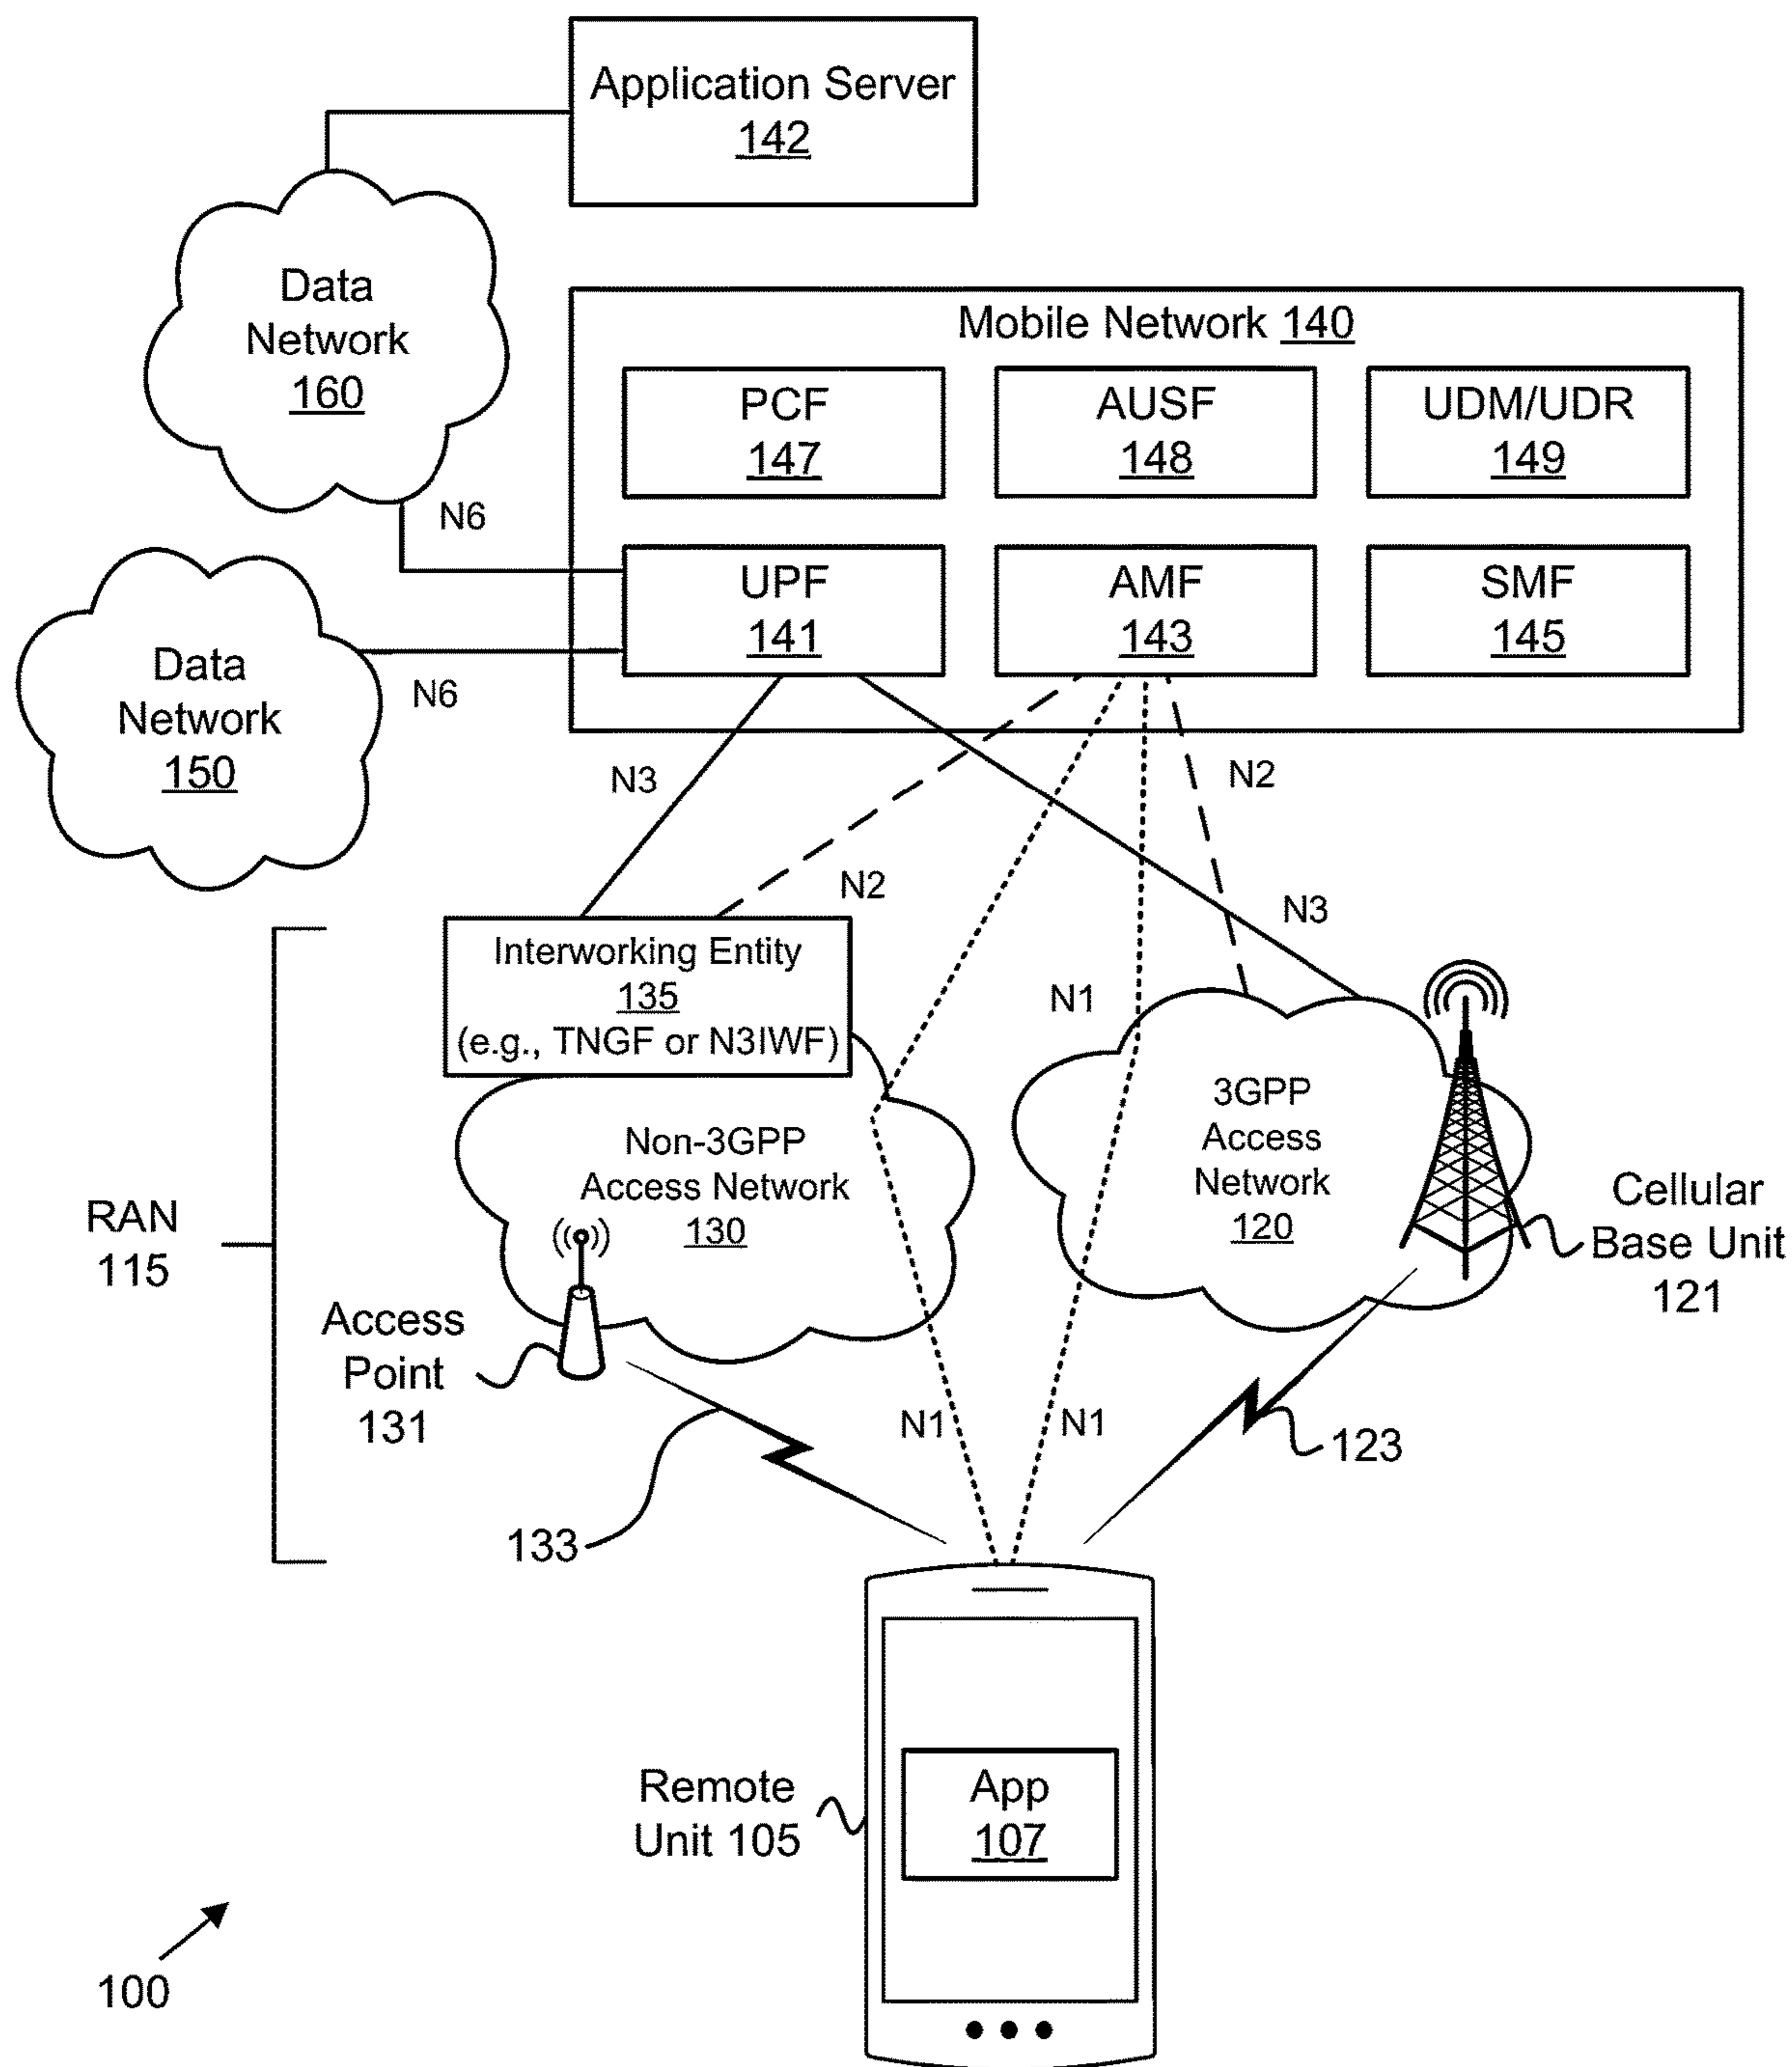 Application Server
142
Data
Network
160
Mobile Network 140
PCF
147
AUSF
148
UDM/UDR
149
N6
UPF
141
AMF
143
SMF
145
Data
Network
150
N6
N3
N2
N2
N3
Interworking Entity
135
(e.g., TNGF or N3IWF)
N1
3GPP
Access
Network
120
Non-3GPP
Access Network
130
Cellular
Base Unit
121
RAN
115
Access
Point
131
N1
N1
123
133
Remote
Unit 105
App
107
100